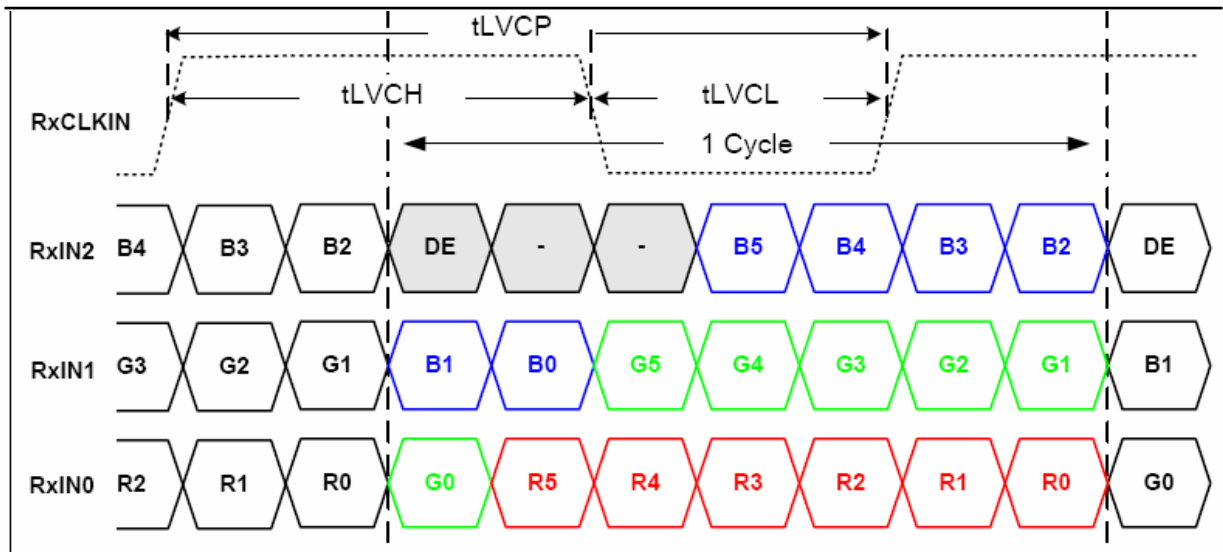 tLVCP
tLVCH tLVCL
RxCLKIN
1 Cycle
RxIN2 B4 B3 B2 DE - - B5 B4 B3 B2 DE
RxIN1 G3 G2 G1 B1 B0 G5 G4 G3 G2 G1 B1
RxIN0 R2 R1 R0 G0 R5 R4 R3 R2 R1 R0 G0